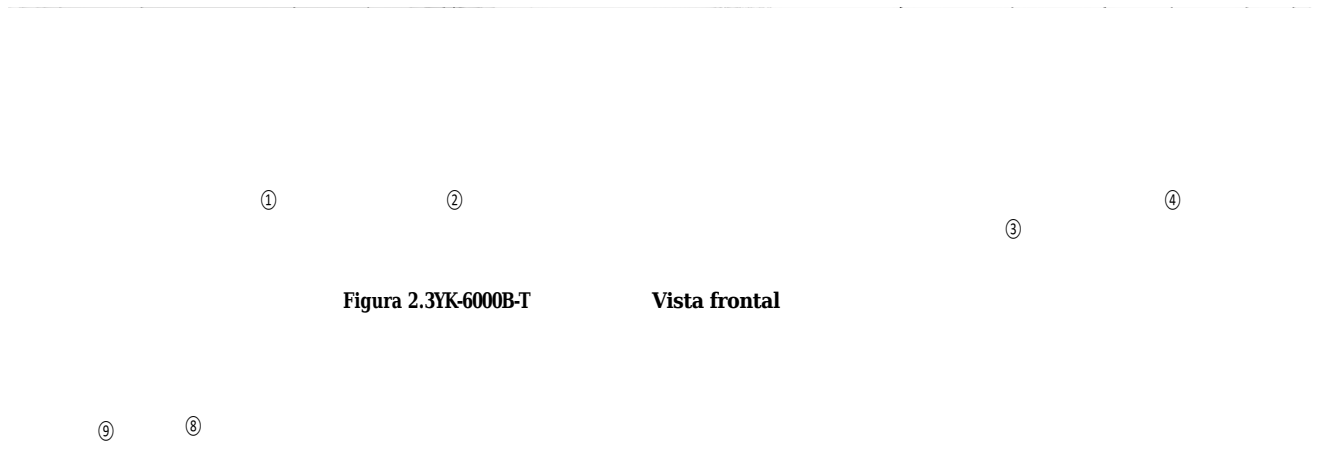 ① ② ④
③
Figura 2.3YK-6000B-T Vista frontal
⑨ ⑧